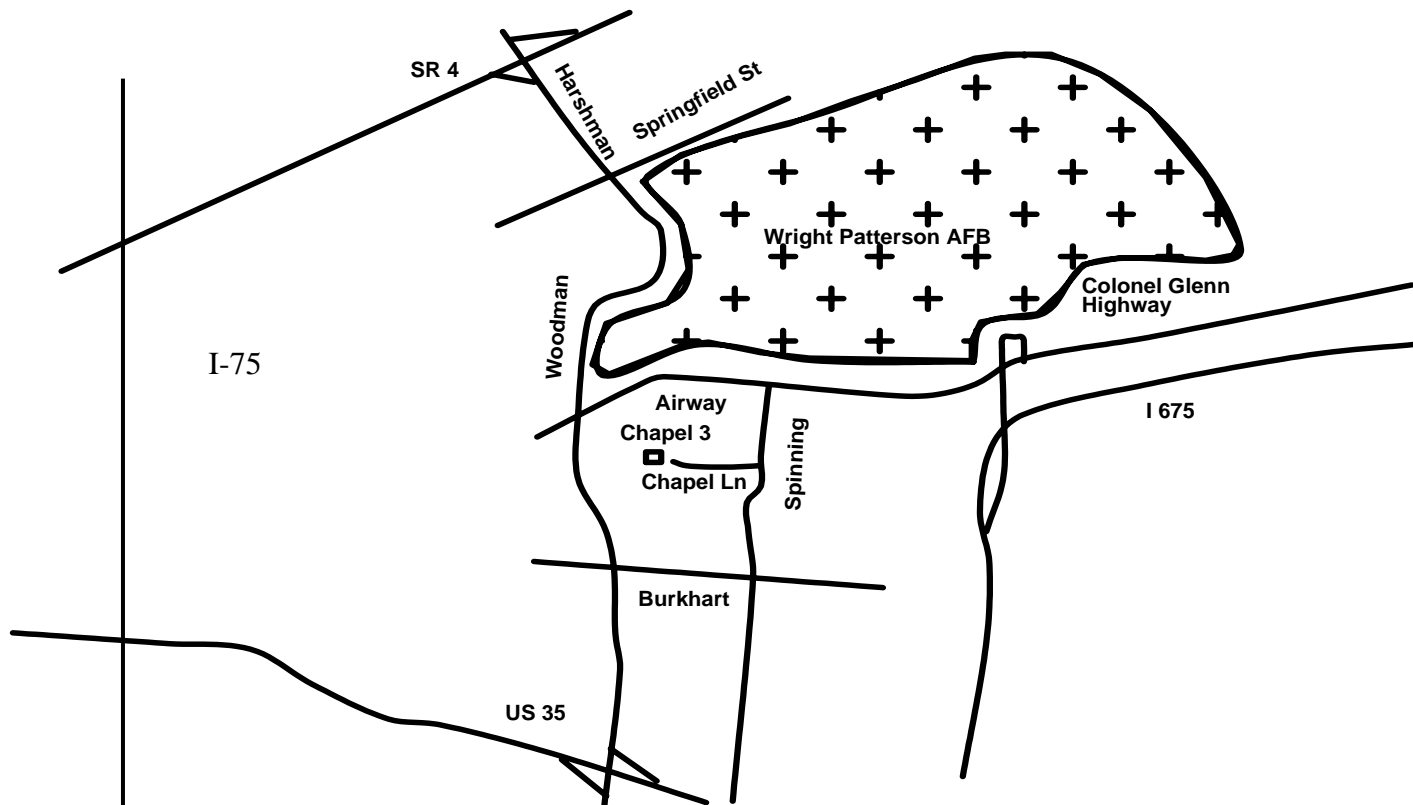 SR 4
Harshman
Springfield St
Wright Patterson AFB
Colonel Glenn
Highway
Woodman
I-75
Airway
I 675
Chapel 3
Spinning
Chapel Ln
Burkhart
US 35